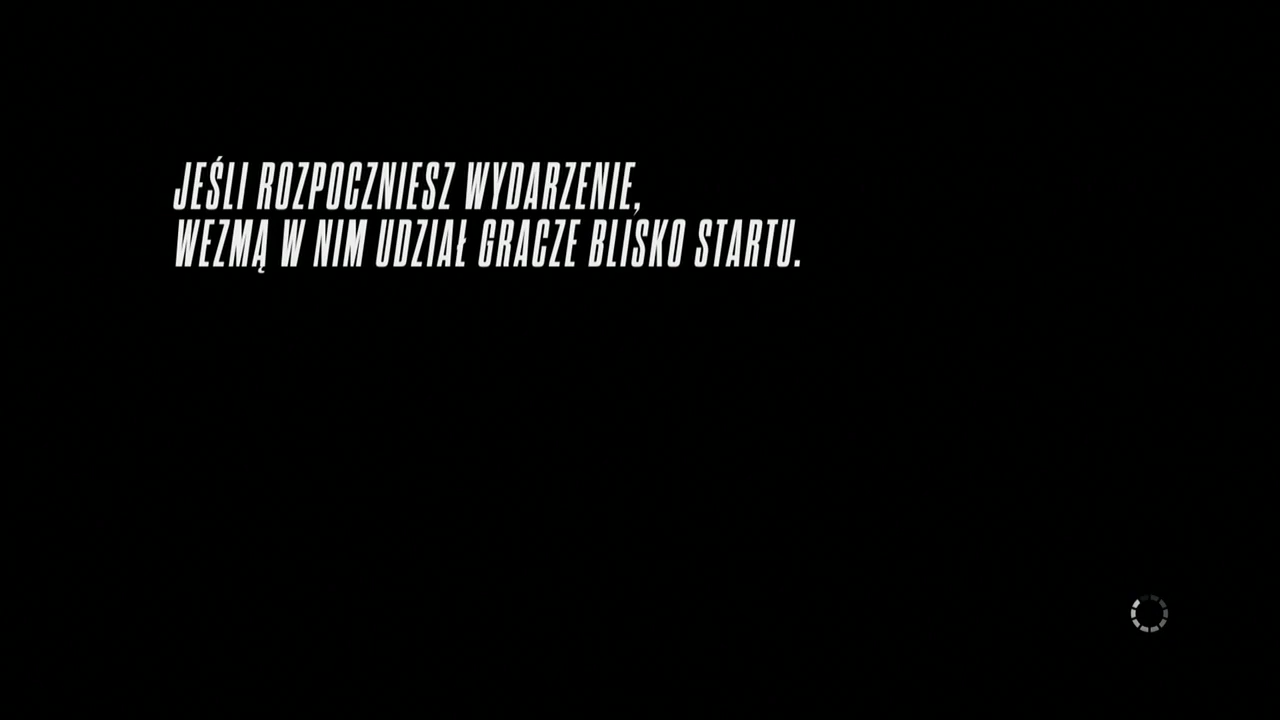 JEŚLI ROZPOCZNIESZ WYDARZENIE,
WEZMĄ W NIM UDZIAŁ GRACZE BLISKO STARTU.